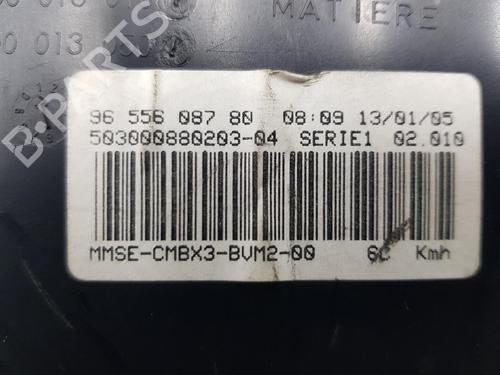 MATIERE
B-PARTS
96 556 087 80 08:09 13/01/05
503000880203-04 SERIE1 02.010
MMSE-CMBX3-BVM2-00 6C Kmh